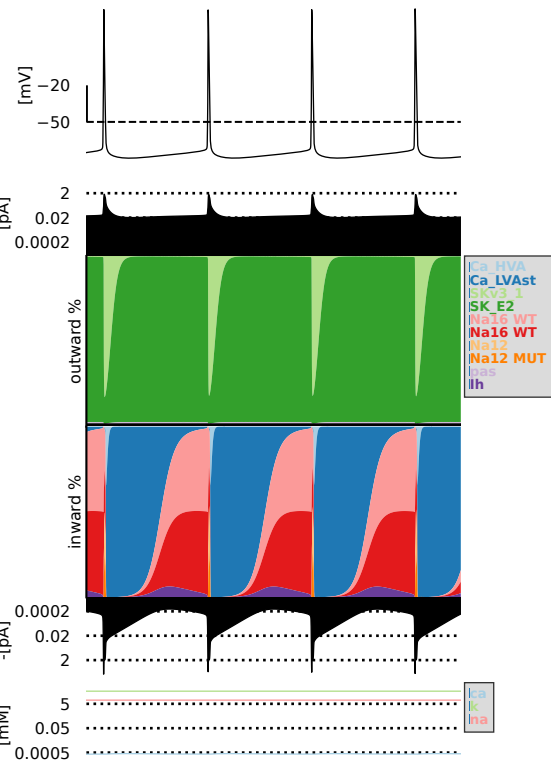 [mV]
−20
−50
[pA]
2
0.02
0.0002
outward %
Ca_HVA
Ca_LVAst
SKv3_1
SK_E2
Na16 WT
Na16 WT
Na12
Na12 MUT
pas
Ih
inward %
-[pA]
0.0002
0.02
2
[mM]
5
0.05
0.0005
ca
k
na